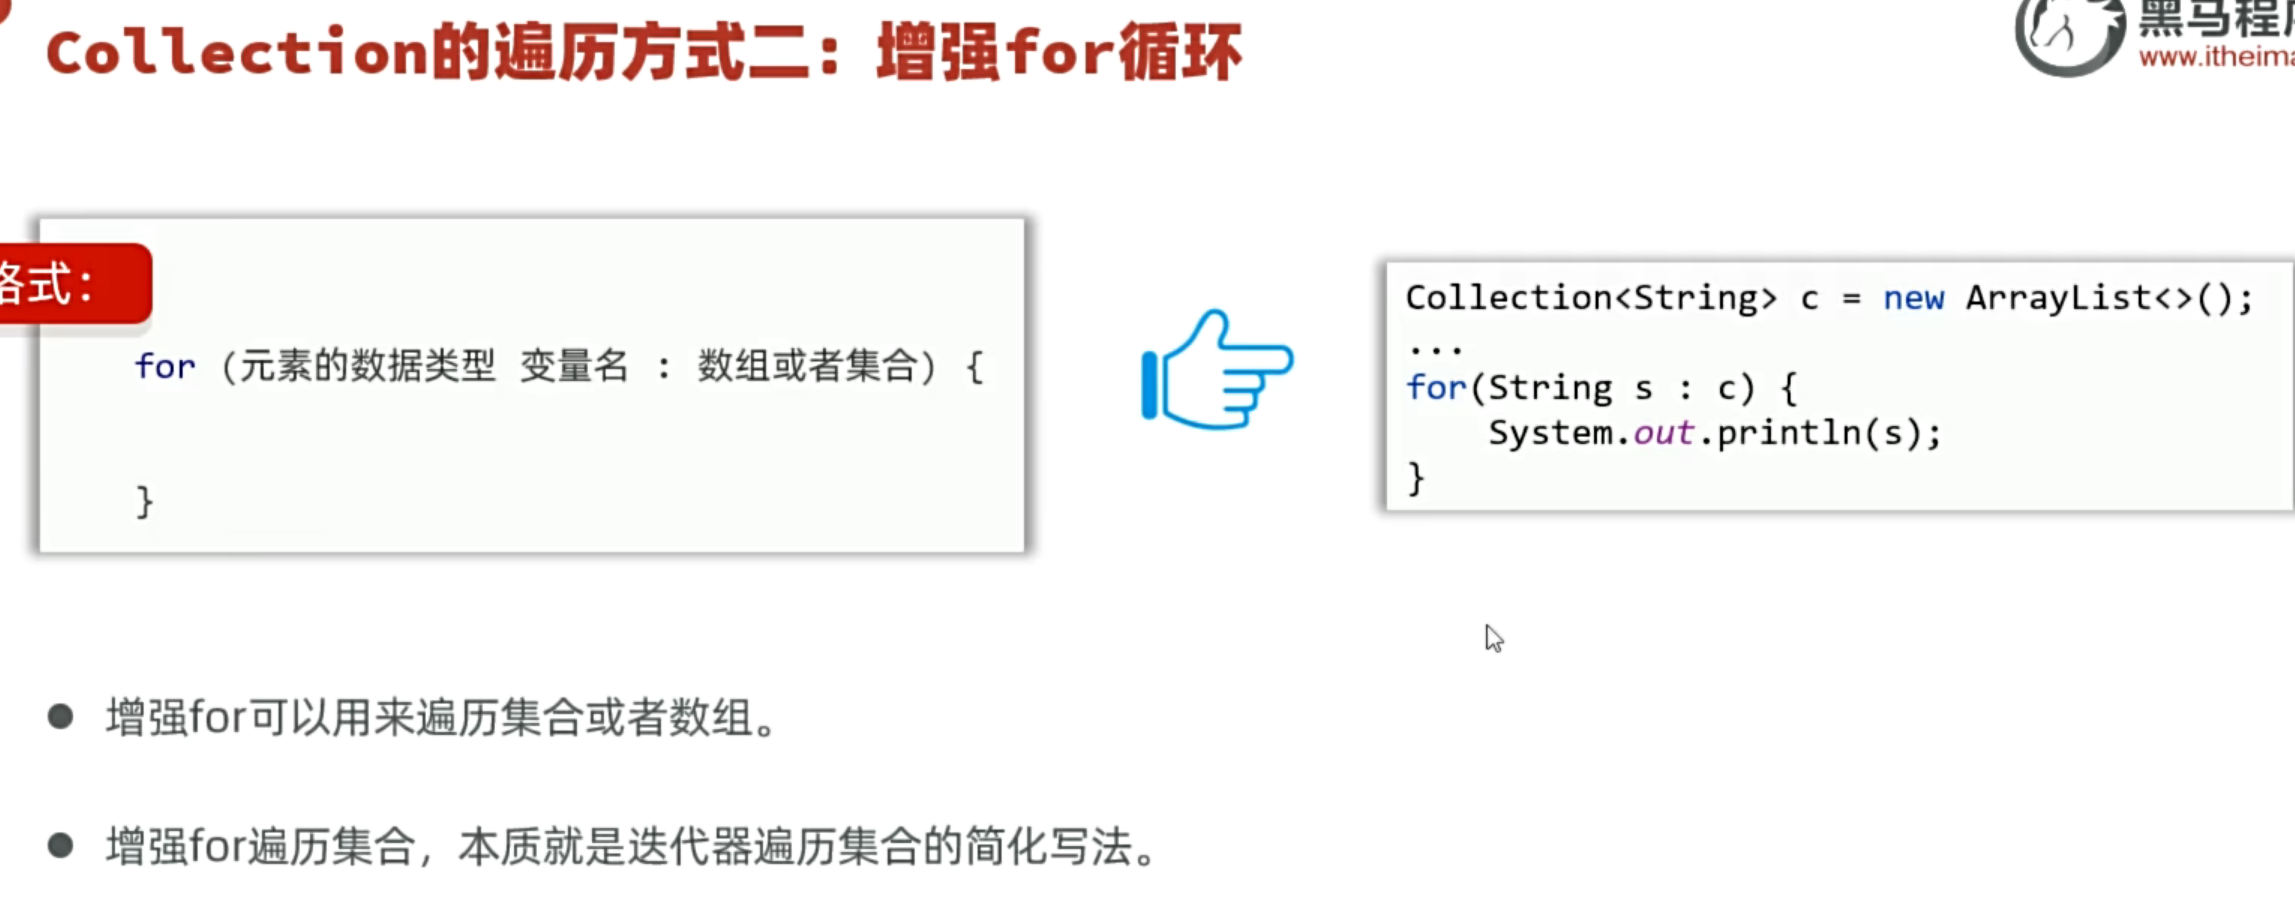 Collection的遍历方式二：增强for循环
黑马程
www.itheima
格式：
for (元素的数据类型 变量名 : 数组或者集合) {
}
Collection<String> c = new ArrayList<>();
...
for(String s : c) {
System.out.println(s);
}
增强for可以用来遍历集合或者数组。
增强for遍历集合，本质就是迭代器遍历集合的简化写法。